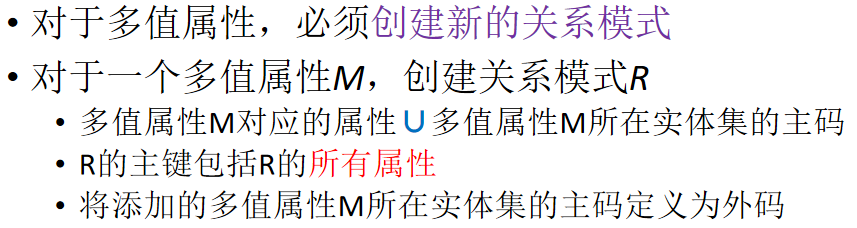 • 对于多值属性，必须创建新的关系模式
• 对于一个多值属性M，创建关系模式R
• 多值属性M对应的属性∪多值属性M所在实体集的主码
• R的主键包括R的所有属性
• 将添加的多值属性M所在实体集的主码定义为外码